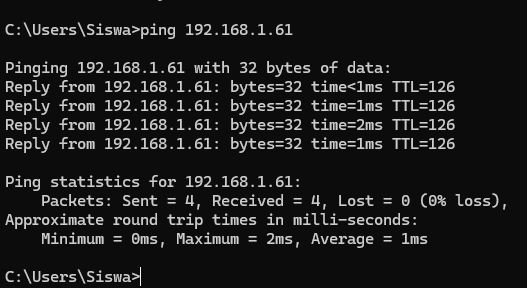 C:\Users\Siswa>ping 192.168.1.61
Pinging 192.168.1.61 with 32 bytes of data:
Reply from 192.168.1.61: bytes=32 time<1ms TTL=126
Reply from 192.168.1.61: bytes=32 time=1ms TTL=126
Reply from 192.168.1.61: bytes=32 time=2ms TTL=126
Reply from 192.168.1.61: bytes=32 time=1ms TTL=126
Ping statistics for 192.168.1.61:
    Packets: Sent = 4, Received = 4, Lost = 0 (0% loss),
Approximate round trip times in milli-seconds:
    Minimum = 0ms, Maximum = 2ms, Average = 1ms
C:\Users\Siswa>